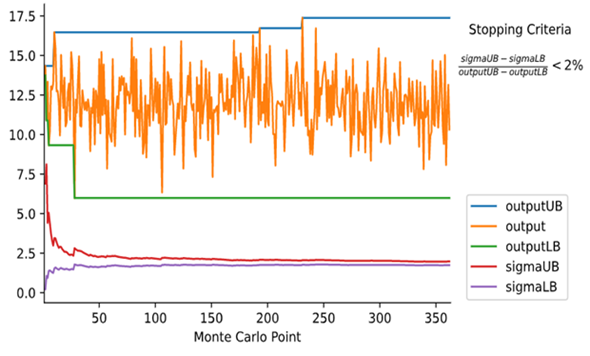 17.5
15.0
12.5
10.0
7.5
5.0
2.5
0.0
50 100 150 200 250 300 350
Monte Carlo Point
Stopping Criteria
sigmaUB − sigmaLB
outputUB − outputLB
< 2%
outputUB
output
outputLB
sigmaUB
sigmaLB